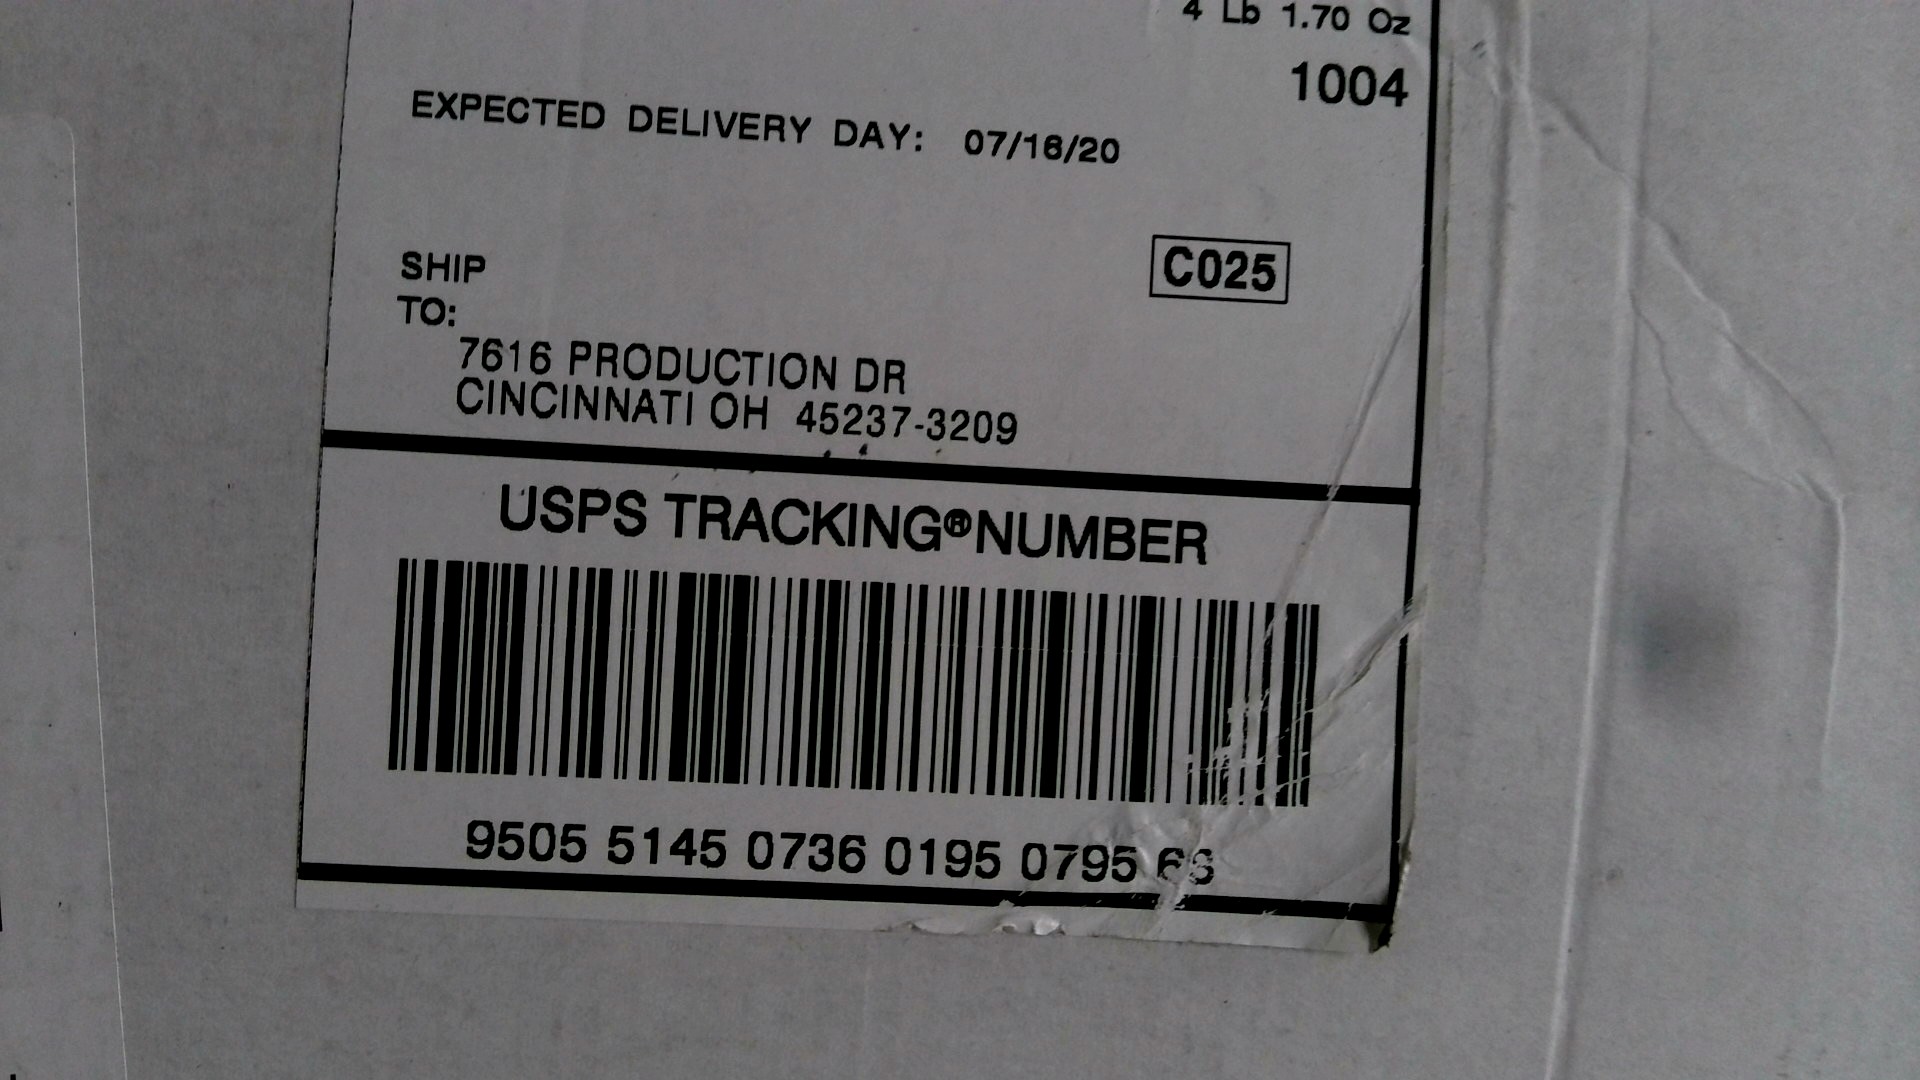 4 Lb 1.70 Oz
1004
EXPECTED DELIVERY DAY: 07/16/20
C025
SHIP
TO:
7616 PRODUCTION DR
CINCINNATI OH 45237-3209
USPS TRACKING® NUMBER
9505 5145 0736 0195 0795 68